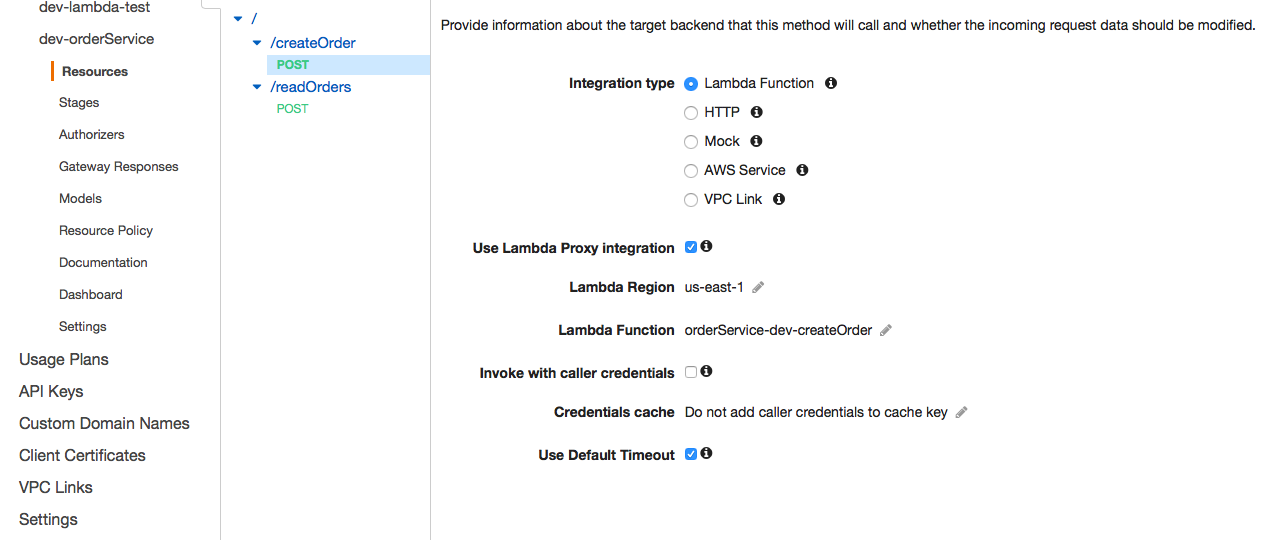 dev-lambda-test
dev-orderService
Resources
Stages
Authorizers
Gateway Responses
Models
Resource Policy
Documentation
Dashboard
Settings
Usage Plans
API Keys
Custom Domain Names
Client Certificates
VPC Links
Settings
/
/createOrder
POST
/readOrders
POST
Provide information about the target backend that this method will call and whether the incoming request data should be modified.
Integration type Lambda Function
HTTP
Mock
AWS Service
VPC Link
Use Lambda Proxy integration
Lambda Region us-east-1
Lambda Function orderService-dev-createOrder
Invoke with caller credentials
Credentials cache Do not add caller credentials to cache key
Use Default Timeout